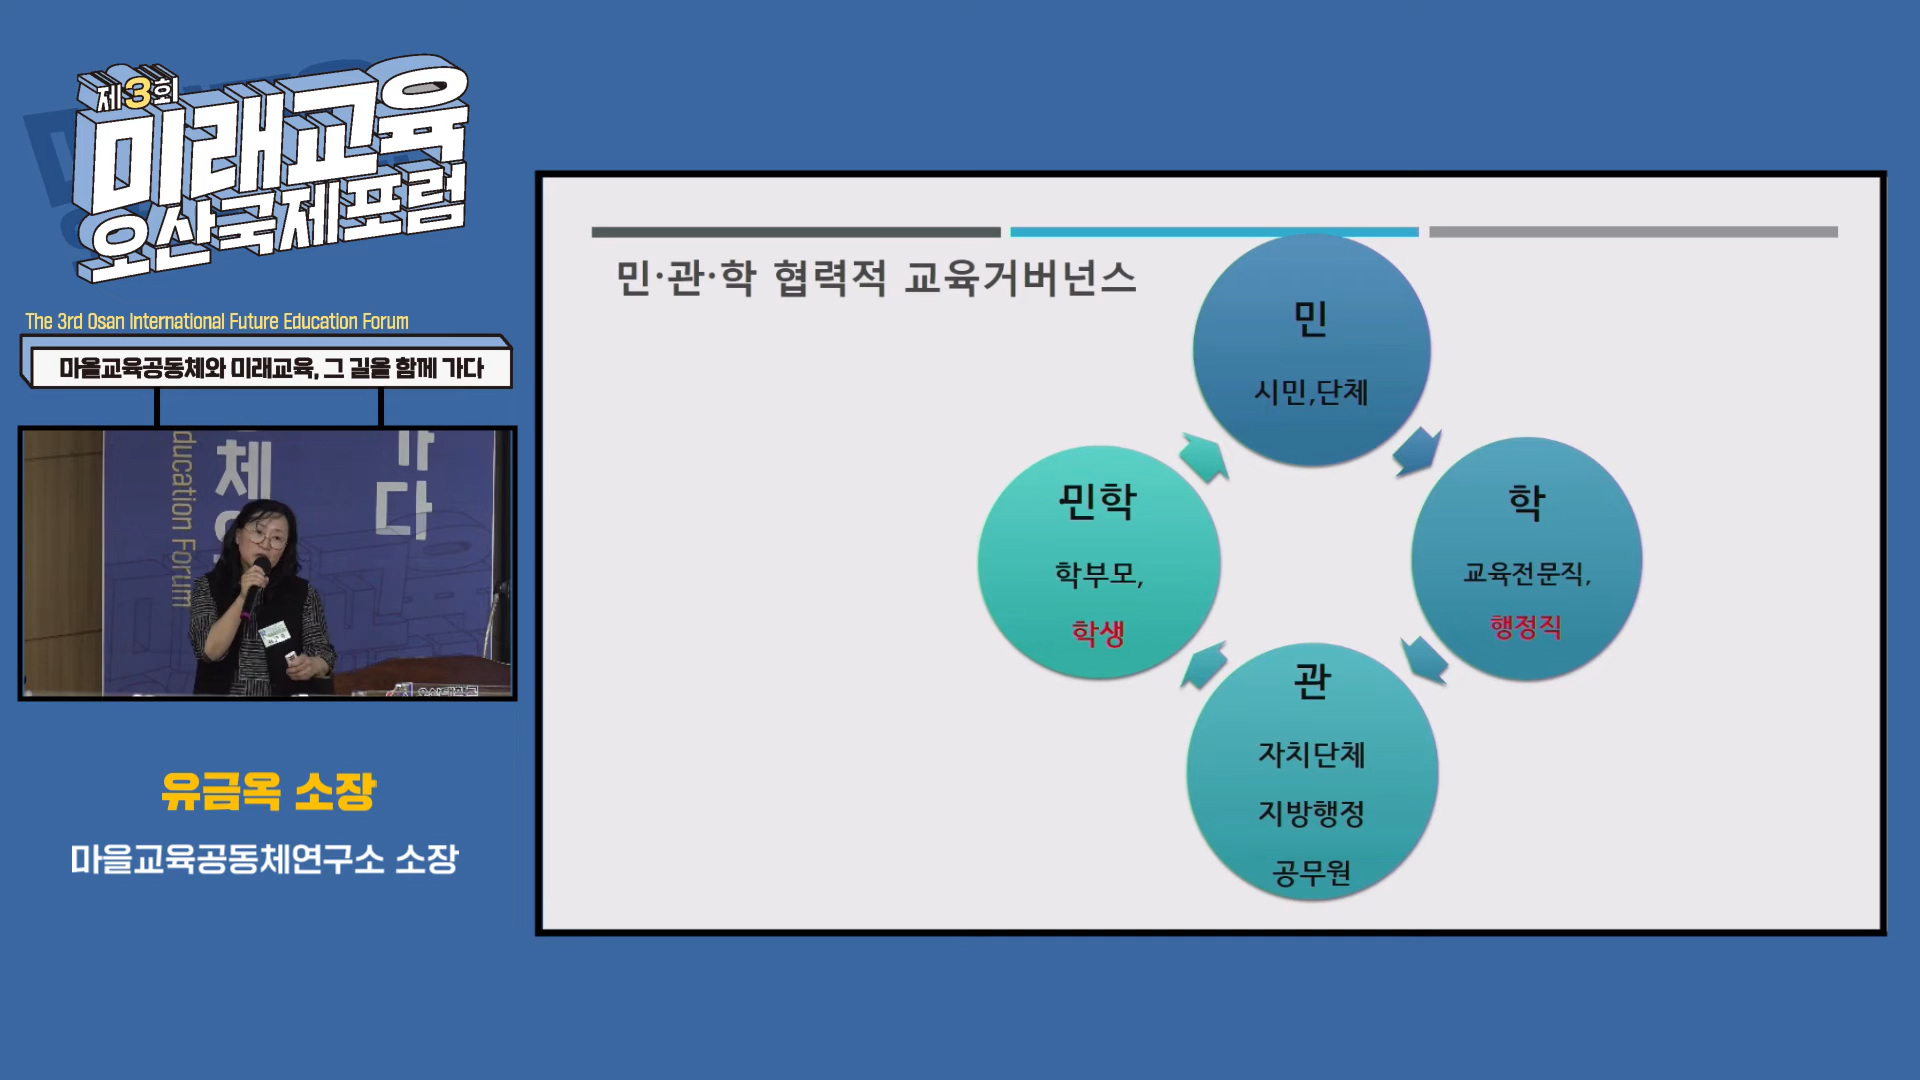 제3회
미래교육
오산국제포럼
The 3rd Osan International Future Education Forum
마을교육공동체와 미래교육, 그 길을 함께 가다
ducation Forum
체
다
유금옥 소장
마을교육공동체연구소 소장
민·관·학 협력적 교육거버넌스
민
시민,단체
학
교육전문직,
행정직
관
자치단체
지방행정
공무원
민학
학부모,
학생